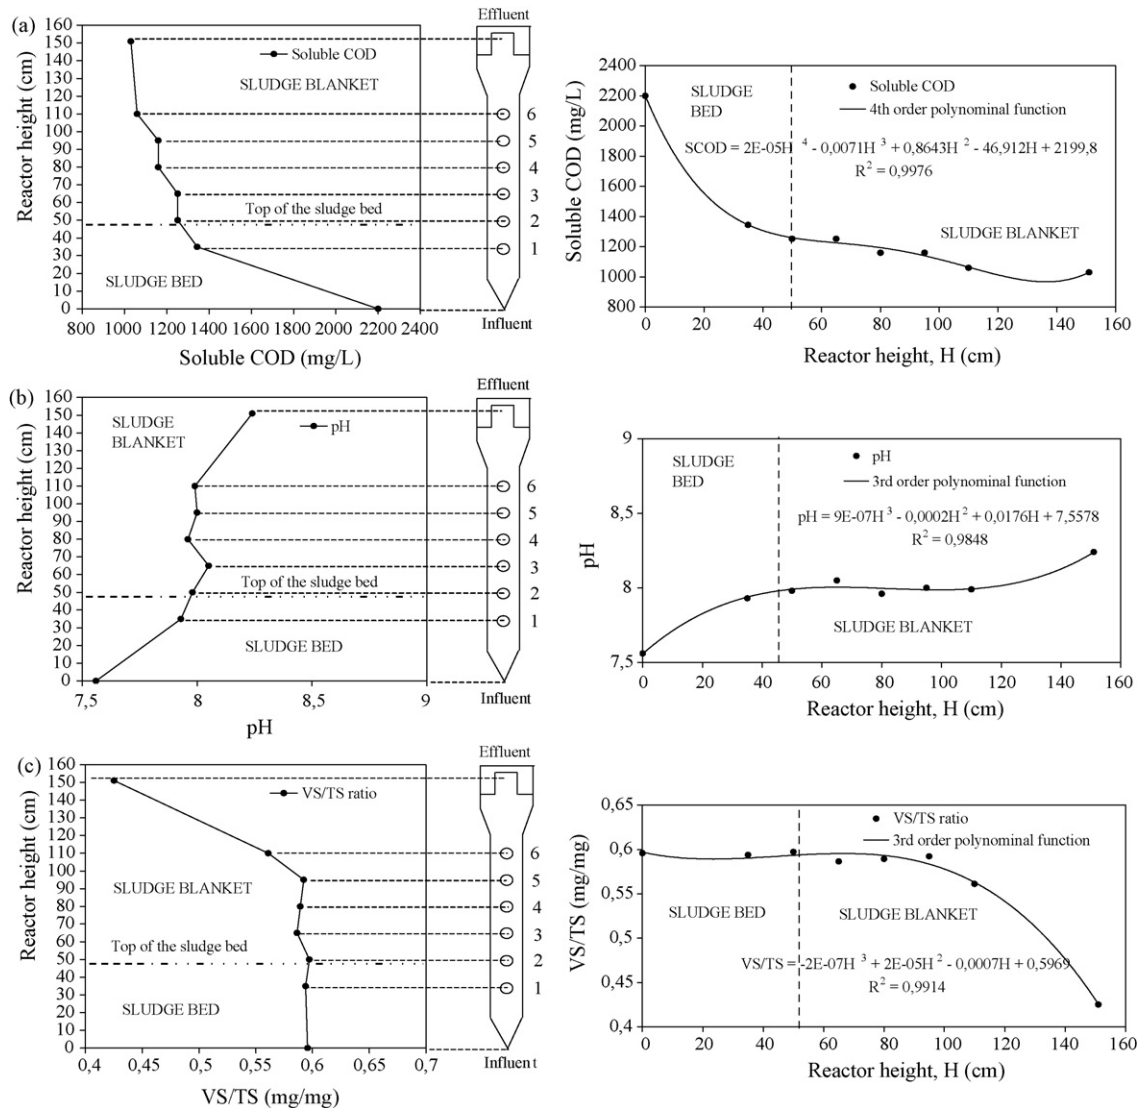 (a)
Effluent
160
150
140
130
120
110
100
90
80
70
60
50
40
30
20
10
0
Reactor height (cm)
Soluble COD
SLUDGE BLANKET
Top of the sludge bed
SLUDGE BED
6
5
4
3
2
1
Influent
800 1000 1200 1400 1600 1800 2000 2200 2400
Soluble COD (mg/L)
2400
2200
2000
1800
1600
1400
1200
1000
800
Soluble COD (mg/L)
SLUDGE
BED
Soluble COD
4th order polynominal function
SCOD = 2E-05H 4 - 0,0071H 3 + 0,8643H 2 - 46,912H + 2199,8
R2 = 0,9976
SLUDGE BLANKET
0 20 40 60 80 100 120 140 160
Reactor height, H (cm)
(b)
Effluent
160
150
140
130
120
110
100
90
80
70
60
50
40
30
20
10
0
Reactor height (cm)
SLUDGE
BLANKET
pH
Top of the sludge bed
SLUDGE BED
6
5
4
3
2
1
Influent
7,5 8 8,5 9
pH
9
8,5
8
7,5
pH
SLUDGE
BED
pH
3rd order polynominal function
pH = 9E-07H 3 - 0,0002H 2 + 0,0176H + 7,5578
R2 = 0,9848
SLUDGE BLANKET
0 20 40 60 80 100 120 140 160
Reactor height, H (cm)
(c)
Effluent
160
150
140
130
120
110
100
90
80
70
60
50
40
30
20
10
0
Reactor height (cm)
VS/TS ratio
SLUDGE BLANKET
Top of the sludge bed
SLUDGE BED
6
5
4
3
2
1
Influent
0,4 0,45 0,5 0,55 0,6 0,65 0,7
VS/TS (mg/mg)
0,65
0,6
0,55
0,5
0,45
0,4
VS/TS (mg/mg)
VS/TS ratio
3rd order polynominal function
SLUDGE BED
SLUDGE BLANKET
VS/TS = -2E-07H 3 + 2E-05H 2 - 0,0007H + 0,5969
R2 = 0,9914
0 20 40 60 80 100 120 140 160
Reactor height, H (cm)